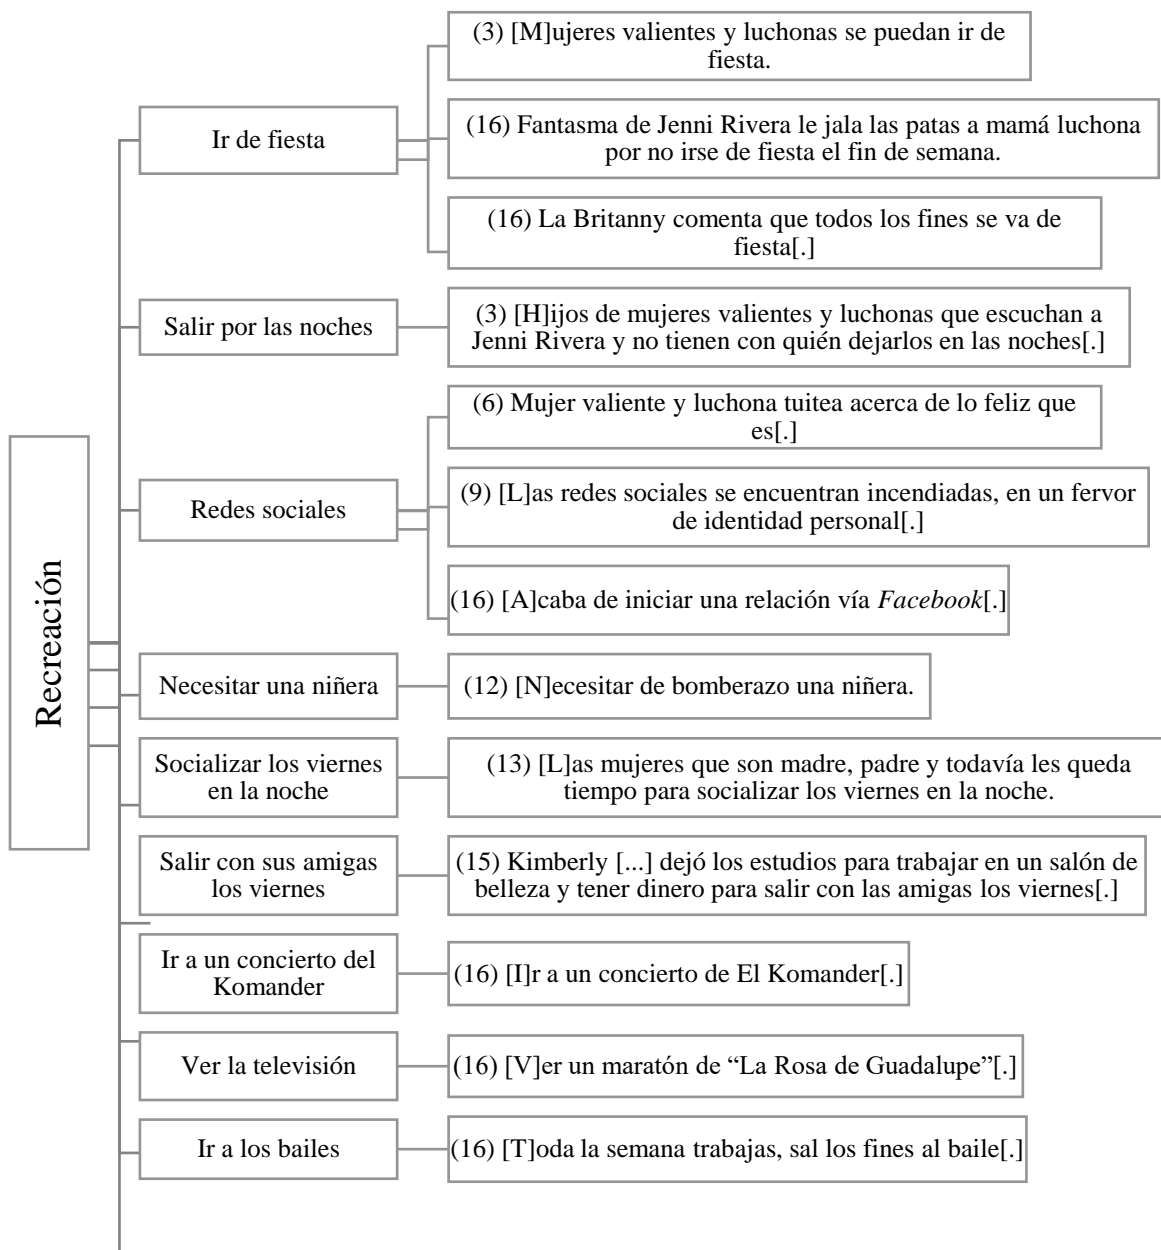 Recreación
Ir de fiesta
(3) [M]ujeres valientes y luchonas se puedan ir de
fiesta.
(16) Fantasma de Jenni Rivera le jala las patas a mamá luchona
por no irse de fiesta el fin de semana.
(16) La Britanny comenta que todos los fines se va de
fiesta[.]
Salir por las noches
(3) [H]ijos de mujeres valientes y luchonas que escuchan a
Jenni Rivera y no tienen con quién dejarlos en las noches[.]
Redes sociales
(6) Mujer valiente y luchona tuitea acerca de lo feliz que
es[.]
(9) [L]as redes sociales se encuentran incendiadas, en un fervor
de identidad personal[.]
(16) [A]caba de iniciar una relación vía Facebook[.]
Necesitar una niñera
(12) [N]ecesitar de bomberazo una niñera.
Socializar los viernes
en la noche
(13) [L]as mujeres que son madre, padre y todavía les queda
tiempo para socializar los viernes en la noche.
Salir con sus amigas
los viernes
(15) Kimberly [...] dejó los estudios para trabajar en un salón de
belleza y tener dinero para salir con las amigas los viernes[.]
Ir a un concierto del
Komander
(16) [I]r a un concierto de El Komander[.]
Ver la televisión
(16) [V]er un maratón de “La Rosa de Guadalupe”[.]
Ir a los bailes
(16) [T]oda la semana trabajas, sal los fines al baile[.]